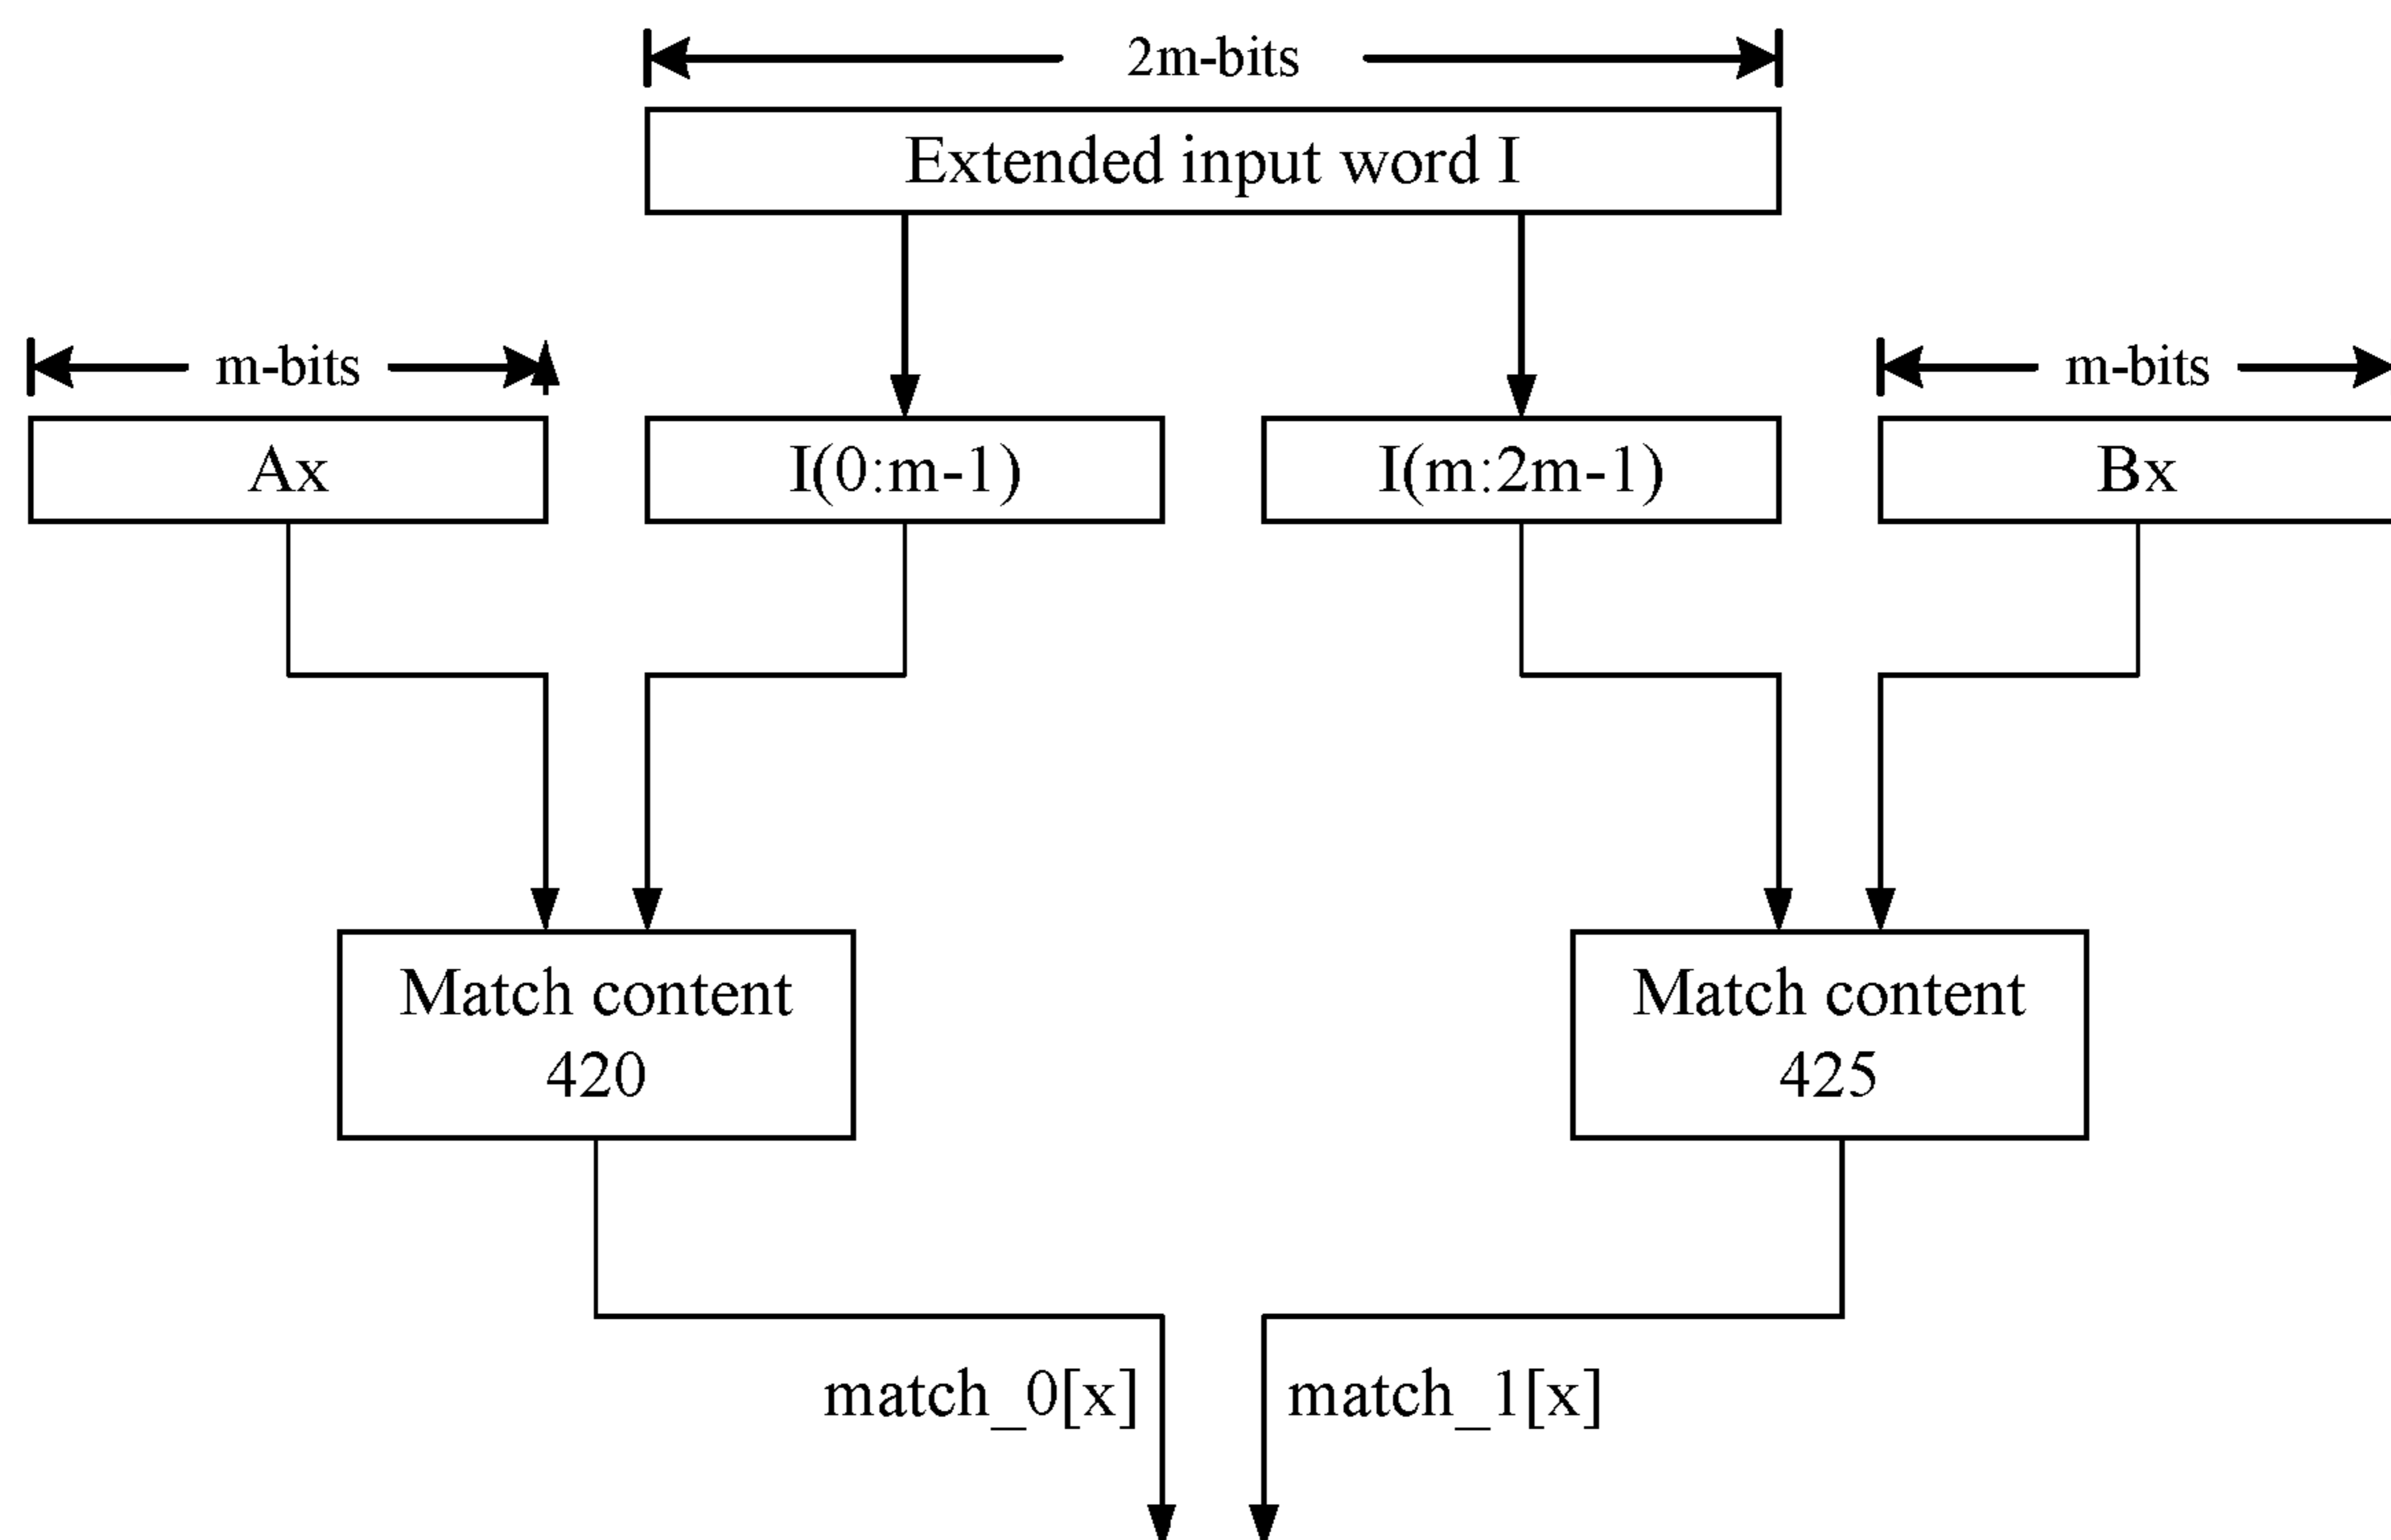 2m-bits
Extended input word I
m-bits
m-bits
Ax
I(0:m-1)
I(m:2m-1)
Bx
Match content
420
Match content
425
match_0[x]
match_1[x]